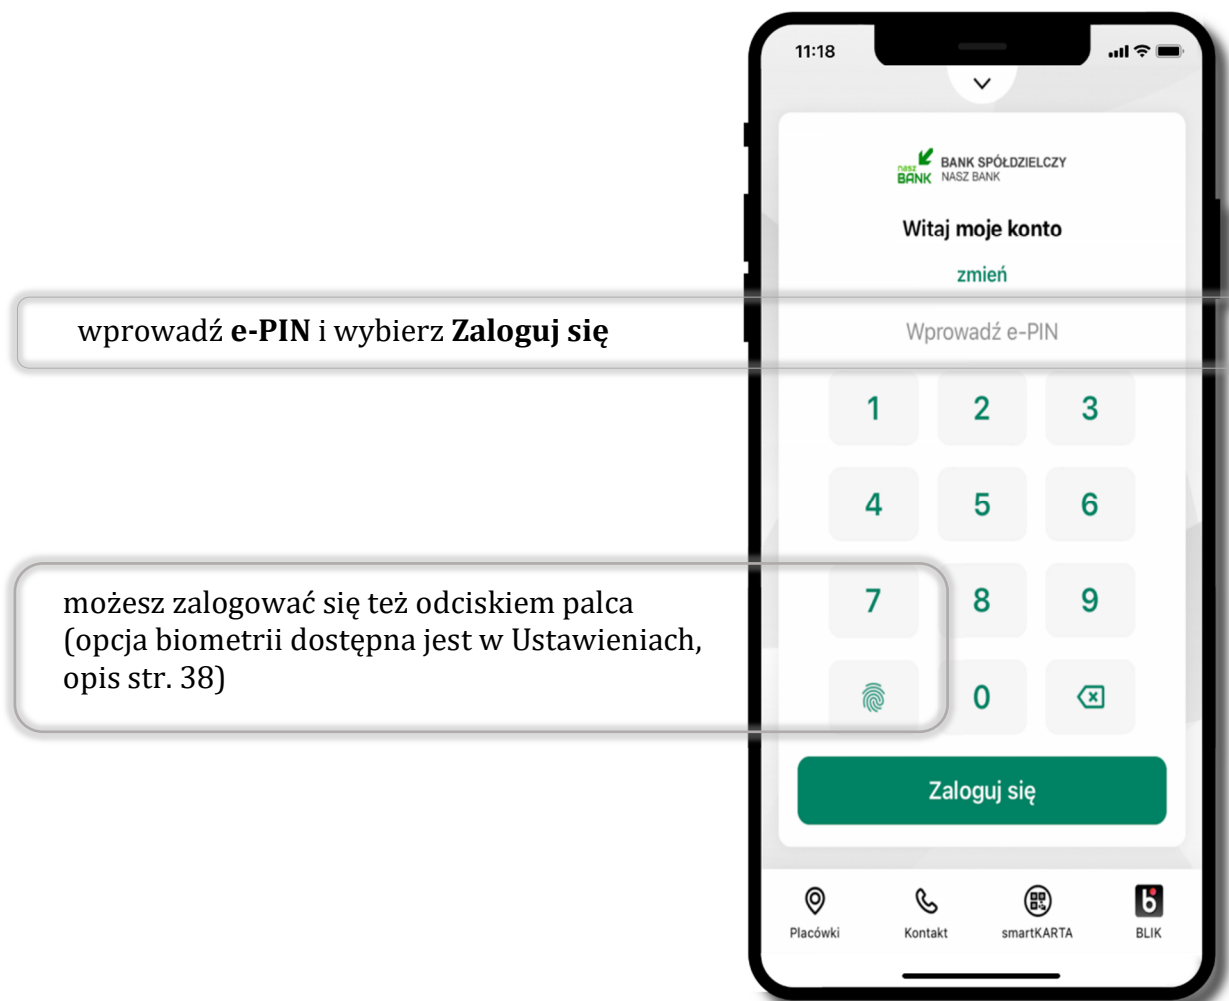 11:18
nasz
BANK
BANK SPÓŁDZIELCZY
NASZ BANK
Witaj moje konto
zmień
wprowadź e-PIN i wybierz Zaloguj się
Wprowadź e-PIN
1 2 3
4 5 6
możesz zalogować się też odciskiem palca
(opcja biometrii dostępna jest w Ustawieniach,
opis str. 38)
7 8 9
0
Zaloguj się
Placówki Kontakt smartKARTA BLIK